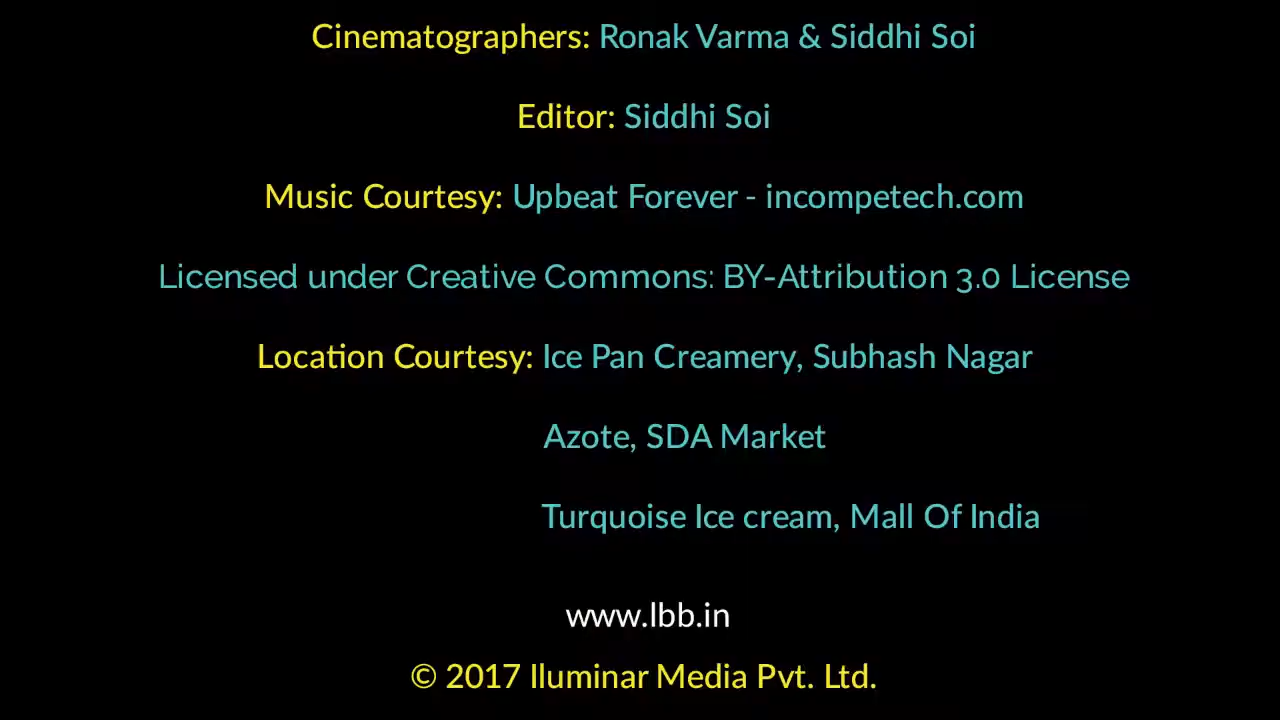 Cinematographers: Ronak Varma & Siddhi Soi
Editor: Siddhi Soi
Music Courtesy: Upbeat Forever - incompetech.com
Licensed under Creative Commons: BY-Attribution 3.0 License
Location Courtesy: Ice Pan Creamery, Subhash Nagar
Azote, SDA Market
Turquoise Ice cream, Mall Of India
www.lbb.in
© 2017 Iluminar Media Pvt. Ltd.